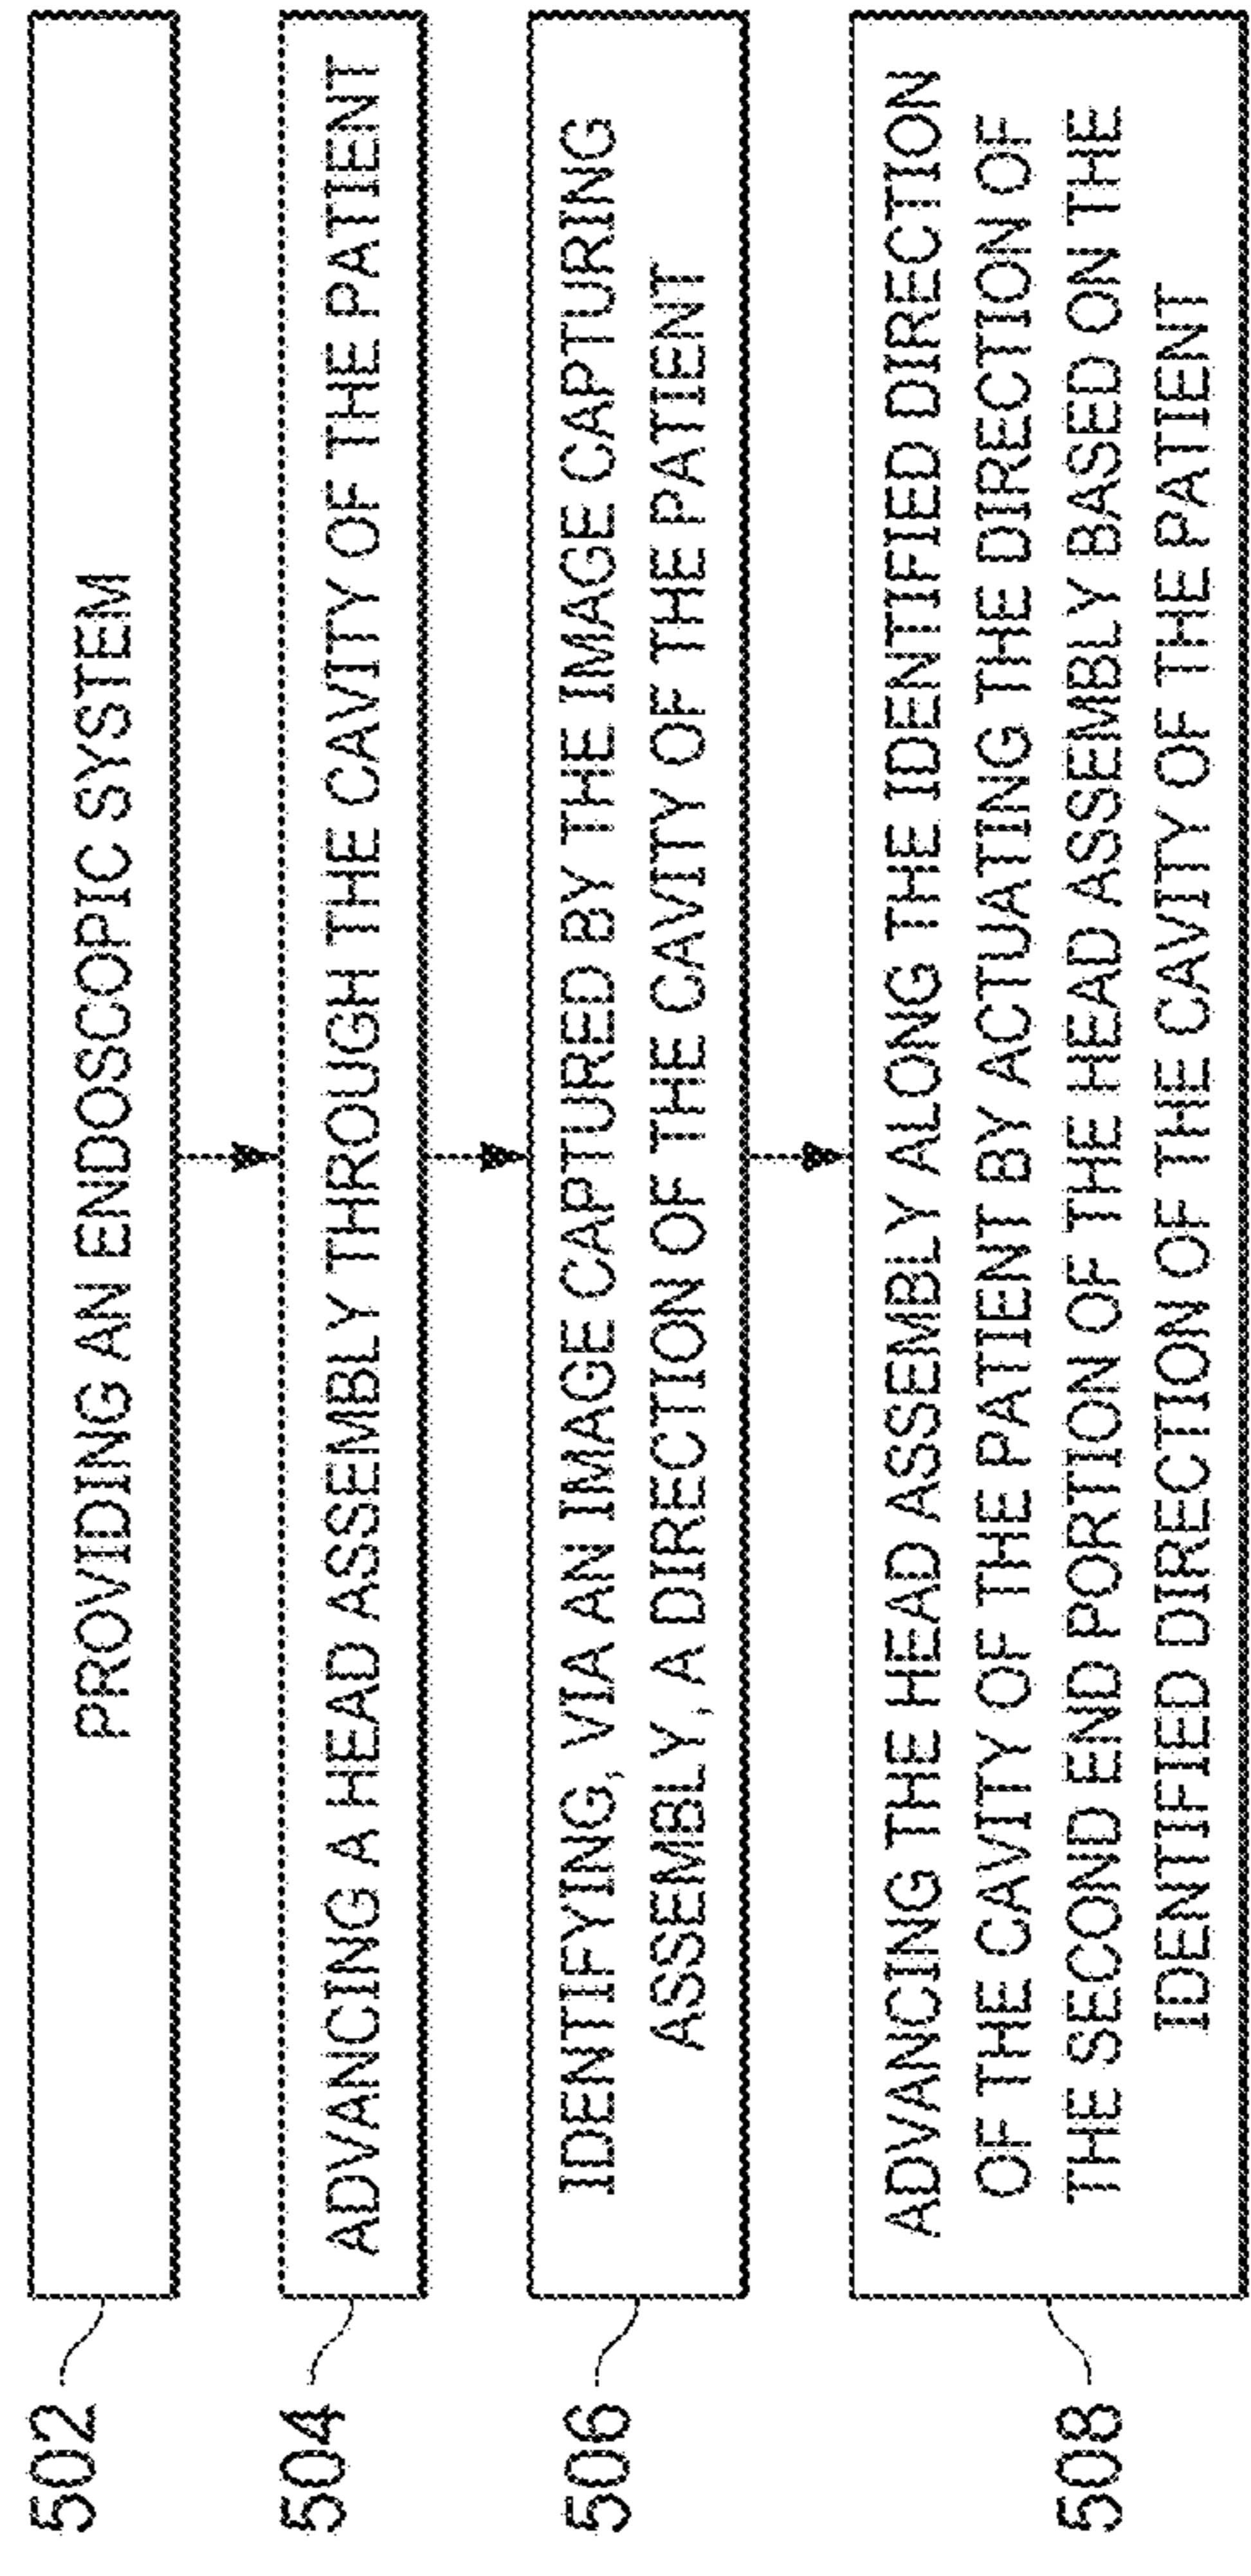 502
PROVIDING AN ENDOSCOPIC SYSTEM
504
ADVANCING A HEAD ASSEMBLY THROUGH THE CAVITY OF THE PATIENT
506
IDENTIFYING, VIA AN IMAGE CAPTURED BY THE IMAGE CAPTURING
ASSEMBLY, A DIRECTION OF THE CAVITY OF THE PATIENT
508
ADVANCING THE HEAD ASSEMBLY ALONG THE IDENTIFIED DIRECTION
OF THE CAVITY OF THE PATIENT BY ACTUATING THE DIRECTION OF
THE SECOND END PORTION OF THE HEAD ASSEMBLY BASED ON THE
IDENTIFIED DIRECTION OF THE CAVITY OF THE PATIENT